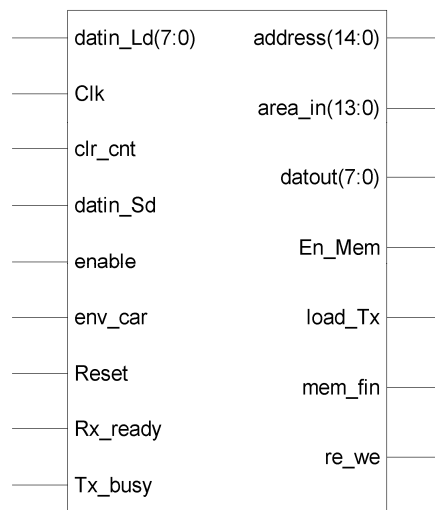 datin_Ld(7:0)
Clk
clr_cnt
datin_Sd
enable
env_car
Reset
Rx_ready
Tx_busy
address(14:0)
area_in(13:0)
datout(7:0)
En_Mem
load_Tx
mem_fin
re_we